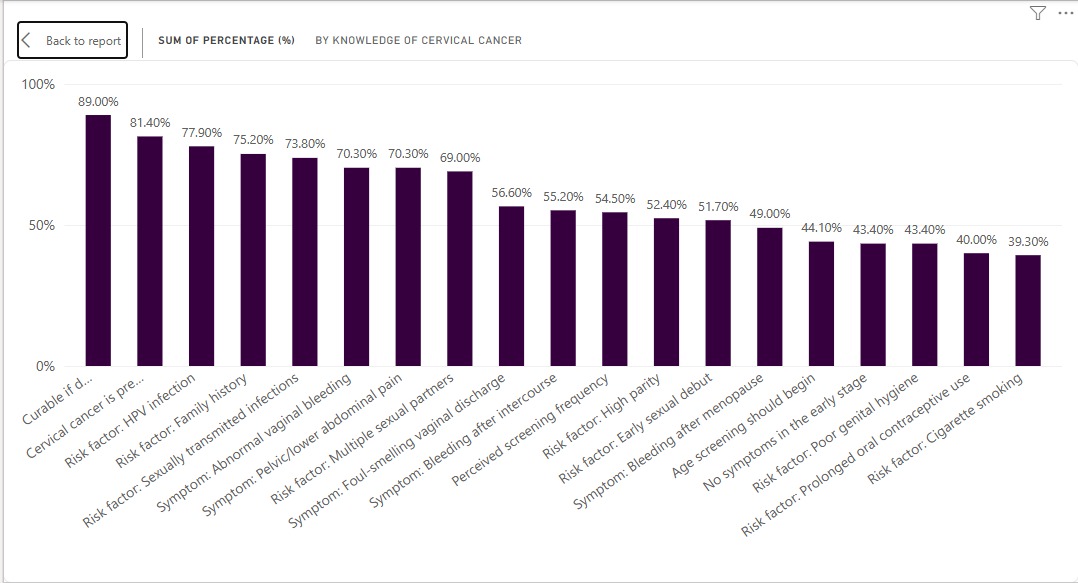 Back to report
SUM OF PERCENTAGE (%)
BY KNOWLEDGE OF CERVICAL CANCER
100%
50%
0%
89.00%
81.40%
77.90%
75.20%
73.80%
70.30%
70.30%
69.00%
56.60%
55.20%
54.50%
52.40%
51.70%
49.00%
44.10%
43.40%
43.40%
40.00%
39.30%
Curable if d...
Cervical cancer is pre...
Risk factor: HPV infection
Risk factor: Family history
Risk factor: Sexually transmitted infections
Symptom: Abnormal vaginal bleeding
Symptom: Pelvic/lower abdominal pain
Risk factor: Multiple sexual partners
Symptom: Foul-smelling vaginal discharge
Symptom: Bleeding after intercourse
Perceived screening frequency
Risk factor: High parity
Risk factor: Early sexual debut
Symptom: Bleeding after menopause
Age screening should begin
No symptoms in the early stage
Risk factor: Poor genital hygiene
Risk factor: Prolonged oral contraceptive use
Risk factor: Cigarette smoking